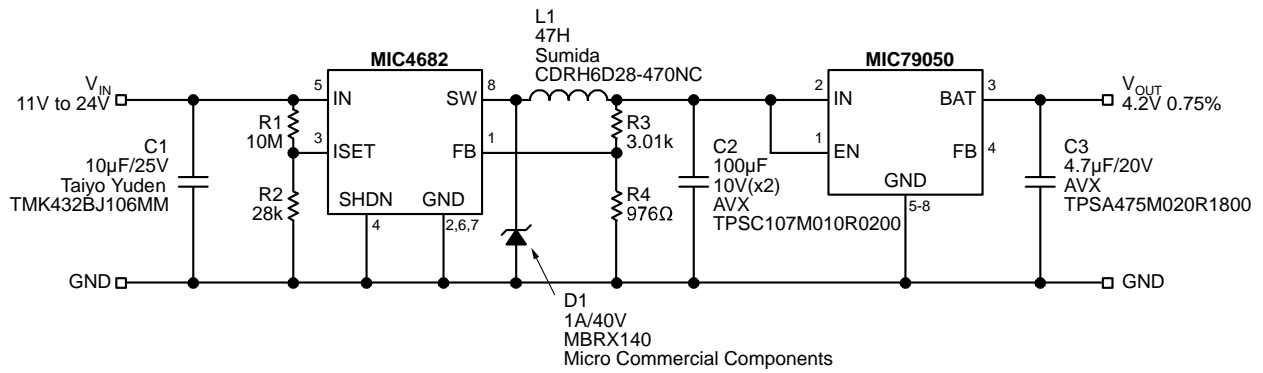 L1
47H
Sumida
CDRH6D28-470NC
MIC4682
MIC79050
VIN
11V to 24V
5
IN
SW
8
R1
10M
3
ISET
FB
1
R2
28k
SHDN
GND
4
2,6,7
C1
10µF/25V
Taiyo Yuden
TMK432BJ106MM
R3
3.01k
R4
976Ω
C2
100µF
10V(x2)
AVX
TPSC107M010R0200
2
IN
BAT
3
1
EN
FB
4
GND
5-8
VOUT
4.2V 0.75%
C3
4.7µF/20V
AVX
TPSA475M020R1800
GND
GND
D1
1A/40V
MBRX140
Micro Commercial Components